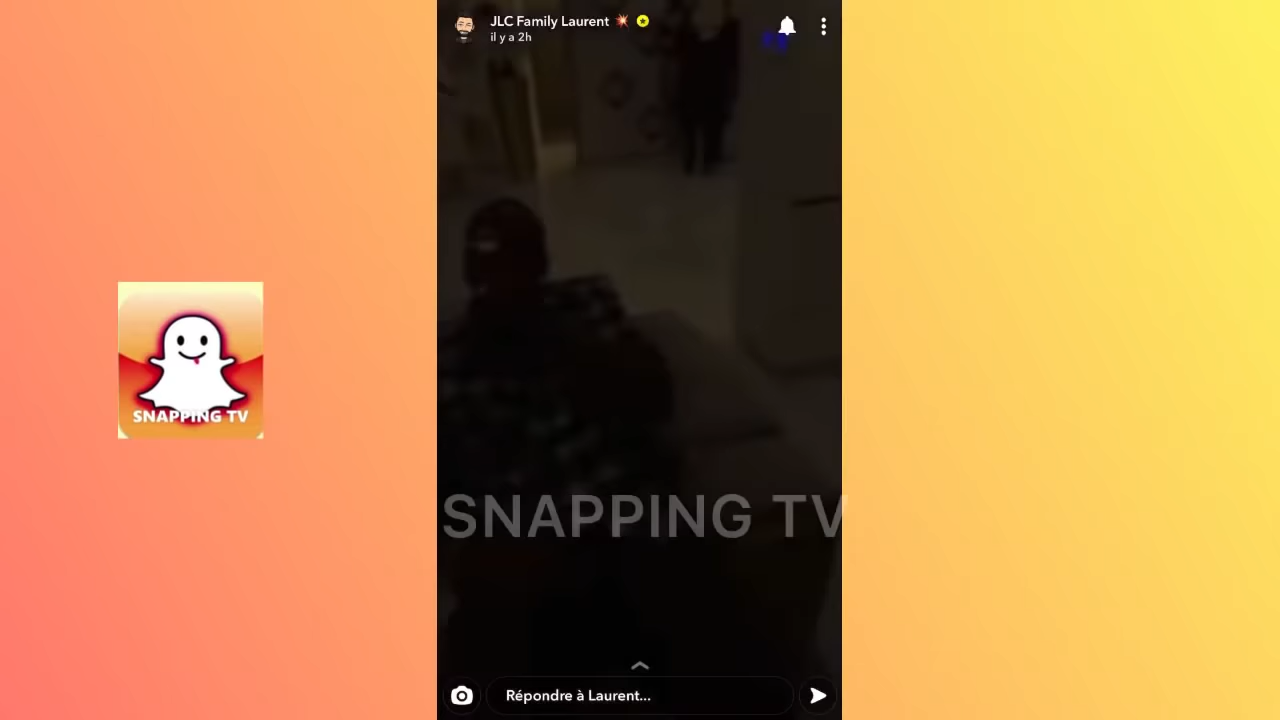 JLC Family Laurent
il y a 2h
SNAPPING TV
SNAPPING TV
Répondre à Laurent...